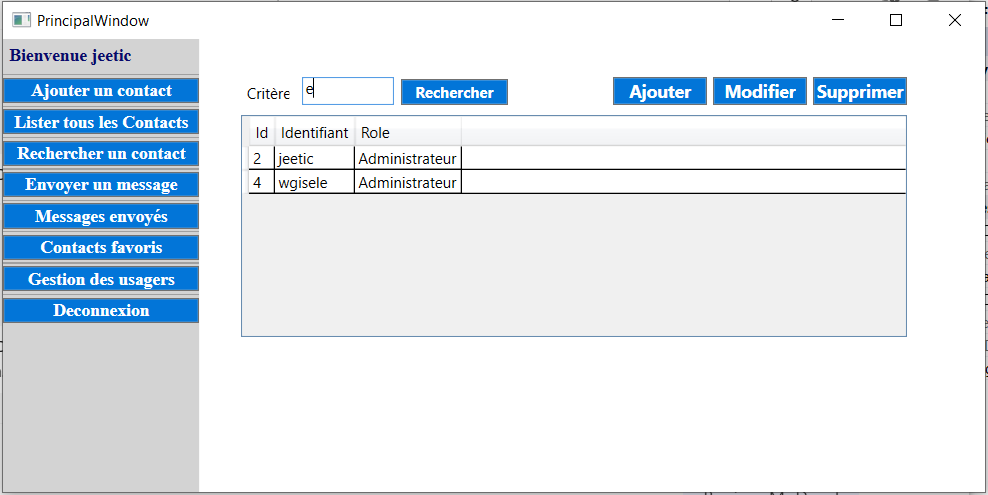 PrincipalWindow
Bienvenue jeetic
Ajouter un contact
Lister tous les Contacts
Rechercher un contact
Envoyer un message
Messages envoyés
Contacts favoris
Gestion des usagers
Deconnexion
Critère e Rechercher Ajouter Modifier Supprimer
Id Identifiant Role
2 jeetic Administrateur
4 wgisele Administrateur